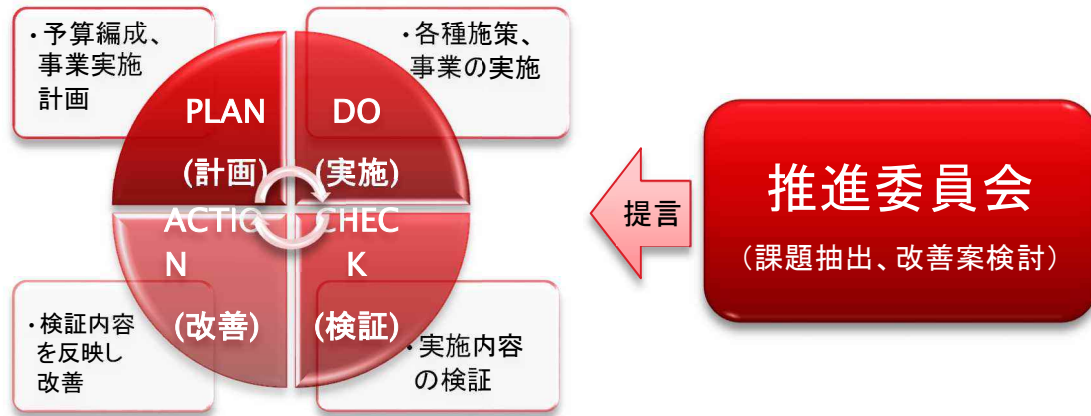 ・予算編成、
事業実施
計画
・各種施策、
事業の実施
PLAN
(計画)
DO
(実施)
ACTIO
N
(改善)
CHEC
K
(検証)
・検証内容
を反映し
改善
・実施内容
の検証
提言
推進委員会
(課題抽出、改善案検討)